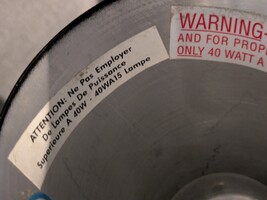 ATTENTION: Ne Pas Employer
De Lampes De Puissance
Superieure A 40W - 40WA15 Lampe
WARNING-
AND FOR PROP
ONLY 40 WATT A